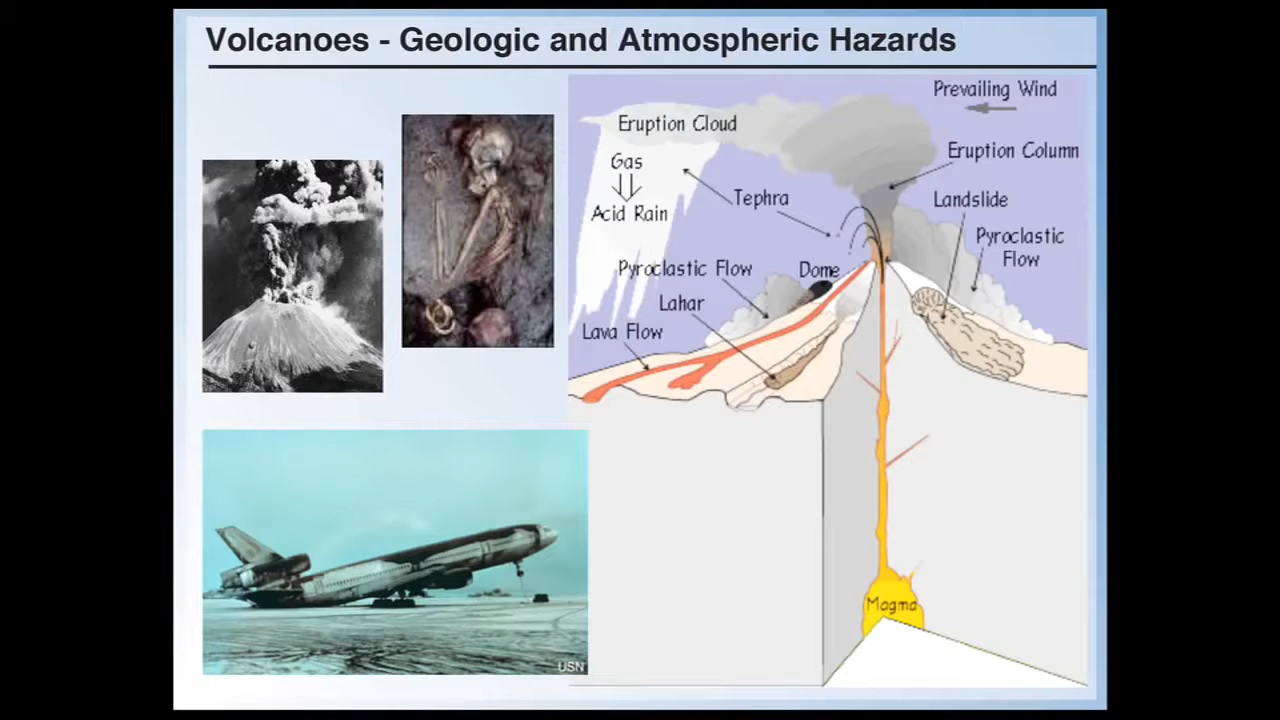 Volcanoes - Geologic and Atmospheric Hazards
Prevailing Wind
Eruption Cloud
Eruption Column
Gas
Tephra
Landslide
Acid Rain
Pyroclastic
Flow
Pyroclastic Flow
Dome
Lahar
Lava Flow
Magma
USN